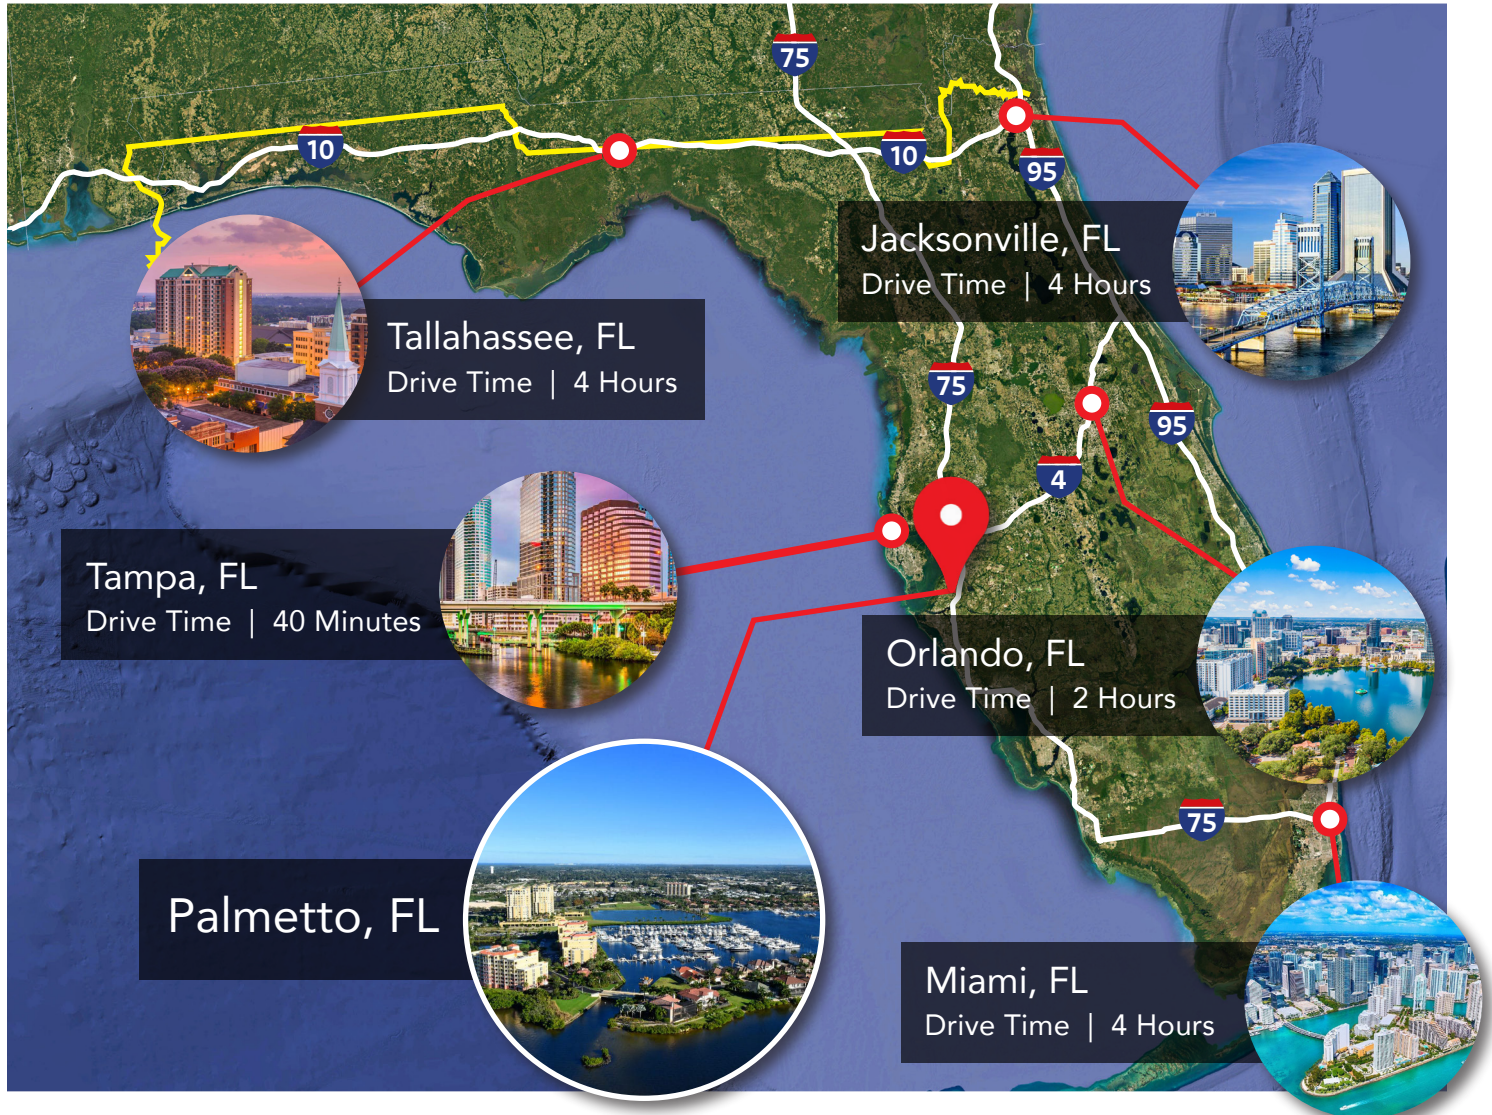 75
10
10
95
Jacksonville, FL
Drive Time | 4 Hours
Tallahassee, FL
Drive Time | 4 Hours
75
95
4
Tampa, FL
Drive Time | 40 Minutes
Orlando, FL
Drive Time | 2 Hours
75
Palmetto, FL
Miami, FL
Drive Time | 4 Hours